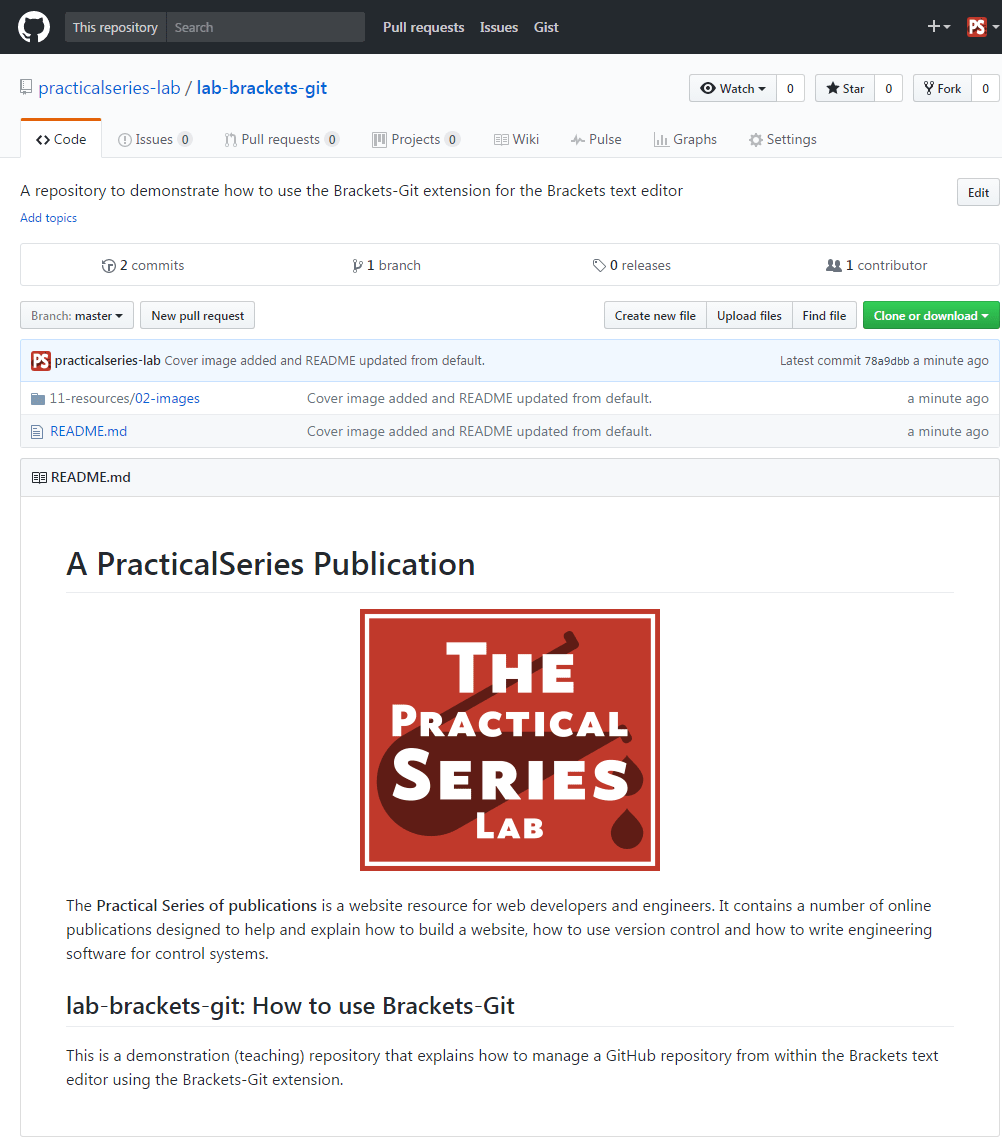 This repository Search Pull requests Issues Gist PS
practicalseries-lab / lab-brackets-git Watch 0 Star 0 Fork 0
Code Issues 0 Pull requests 0 Projects 0 Wiki Pulse Graphs Settings
A repository to demonstrate how to use the Brackets-Git extension for the Brackets text editor Edit
Add topics
2 commits 1 branch 0 releases 1 contributor
Branch: master New pull request Create new file Upload files Find file Clone or download
PS practicalseries-lab Cover image added and README updated from default. Latest commit 78a9dbb a minute ago
11-resources/02-images Cover image added and README updated from default. a minute ago
README.md Cover image added and README updated from default. a minute ago
README.md
A PracticalSeries Publication
The
Practical
Series
Lab
The Practical Series of publications is a website resource for web developers and engineers. It contains a number of online
publications designed to help and explain how to build a website, how to use version control and how to write engineering
software for control systems.
lab-brackets-git: How to use Brackets-Git
This is a demonstration (teaching) repository that explains how to manage a GitHub repository from within the Brackets text
editor using the Brackets-Git extension.